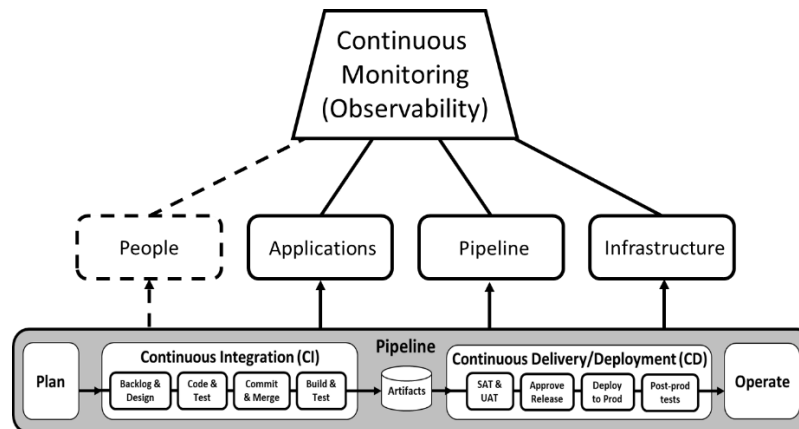 Continuous
Monitoring
(Observability)
People
Applications
Pipeline
Infrastructure
Pipeline
Plan
Continuous Integration (CI)
Backlog &
Design
Code &
Test
Commit
& Merge
Build &
Test
Artifacts
Continuous Delivery/Deployment (CD)
SAT &
UAT
Approve
Release
Deploy
to Prod
Post-prod
tests
Operate